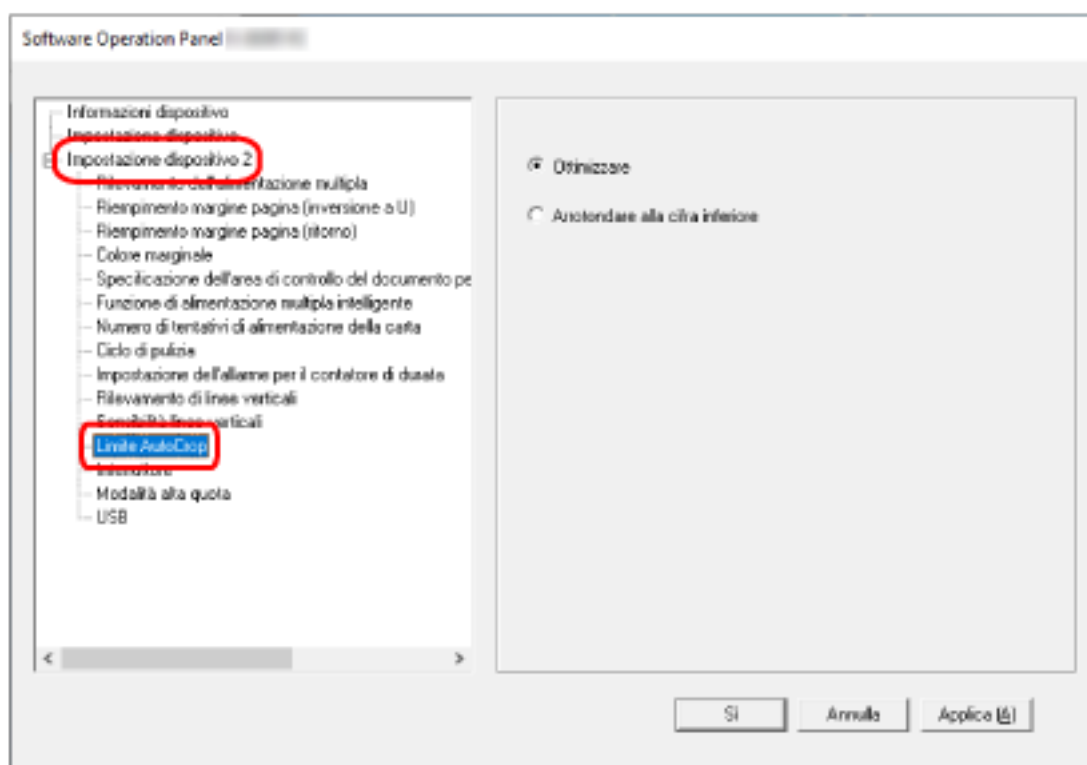 Software Operation Panel
Informazioni dispositivo
Impostazione dispositivo
Impostazione dispositivo 2
Rilevamento dell'alimentazione multipla
Riempimento margine pagina (inversione a U)
Riempimento margine pagina (ritorno)
Colore marginale
Specificazione dell'area di controllo del documento pe
Funzione di alimentazione multipla intelligente
Numero di tentativi di alimentazione della carta
Ciclo di pulizia
Impostazione dell'allarme per il contatore di durata
Rilevamento di linee verticali
Sensibilità linee verticali
Limite AutoCrop
Interruttore
Modalità alta quota
USB
Ottimizzare
Arrotondare alla cifra inferiore
Sì
Annulla
Applica (A)